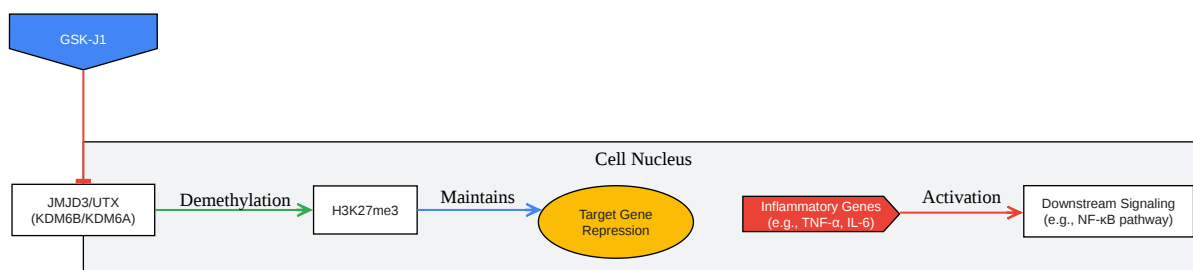 GSK-J1
Cell Nucleus
JMJD3/UTX
(KDM6B/KDM6A)
Demethylation
H3K27me3
Maintains
Target Gene
Repression
Inflammatory Genes
(e.g., TNF-α, IL-6)
Activation
Downstream Signaling
(e.g., NF-κB pathway)